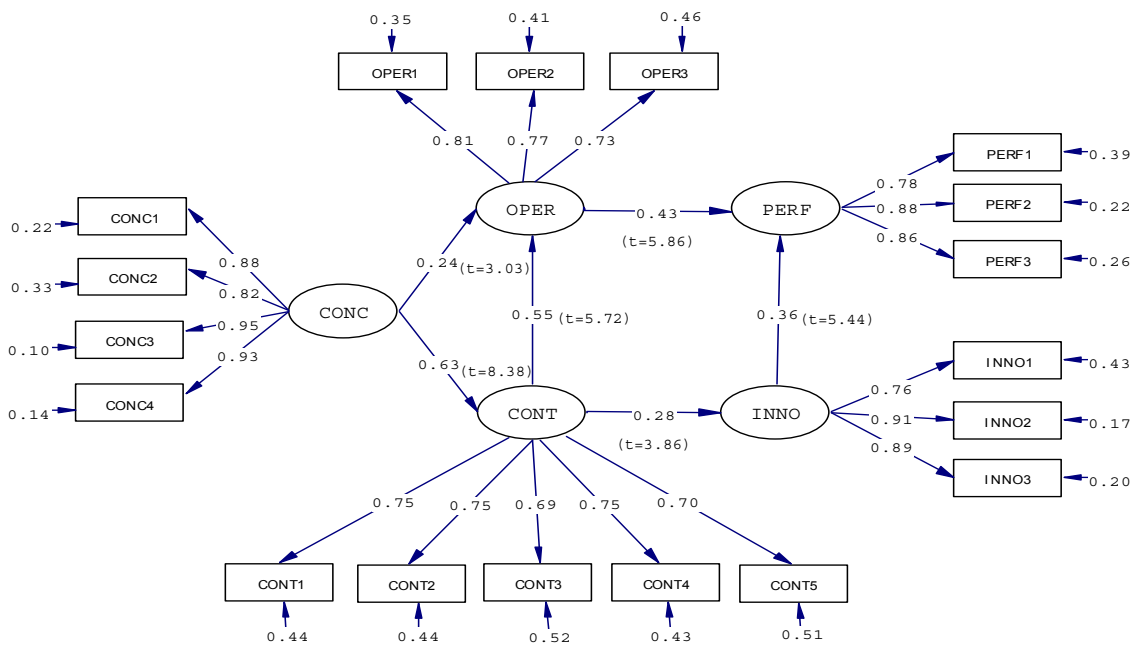 0.35
0.41
0.46
OPER1
OPER2
OPER3
0.81
0.77
0.73
PERF1
0.39
0.78
CONC1
0.22
OPER
0.43
(t=5.86)
PERF
0.88
PERF2
0.22
0.86
PERF3
0.26
0.88
CONC2
0.33
0.82
0.24 (t=3.03)
CONC
CONC3
0.10
0.95
0.55 (t=5.72)
0.36 (t=5.44)
0.93
0.63 (t=8.38)
CONC4
0.14
INNO1
0.43
0.76
CONT
0.28
(t=3.86)
INNO
0.91
INNO2
0.17
0.89
INNO3
0.20
0.75
0.75
0.69
0.75
0.70
CONT1
CONT2
CONT3
CONT4
CONT5
0.44
0.44
0.52
0.43
0.51